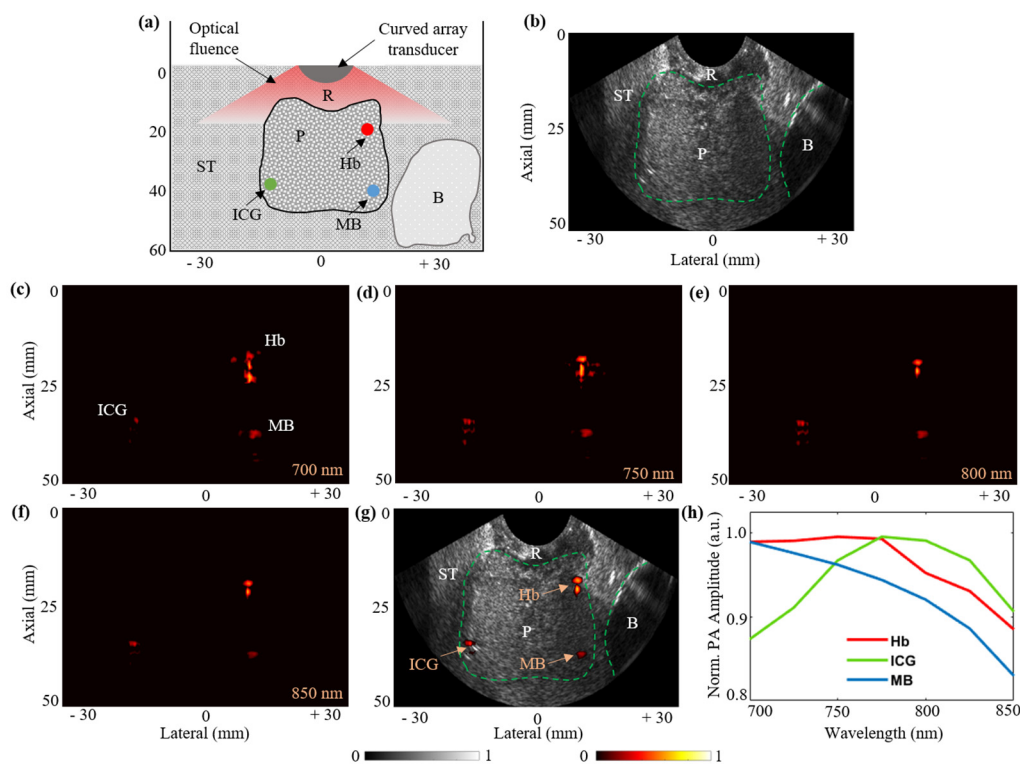 (a)
Optical
fluence
Curved array
transducer
0
20
40
60
R
P
Hb
ST
ICG
MB
B
- 30
0
+ 30
(b)
0
25
50
Axial (mm)
R
ST
P
B
- 30
0
+ 30
Lateral (mm)
(c)
0
25
50
Axial (mm)
Hb
ICG
MB
700 nm
- 30
0
+ 30
(d)
0
25
50
750 nm
- 30
0
+ 30
(e)
0
25
50
800 nm
- 30
0
+ 30
(f)
0
25
50
Axial (mm)
850 nm
- 30
0
+ 30
Lateral (mm)
(g)
0
25
50
R
ST
Hb
P
B
ICG
MB
- 30
0
+ 30
Lateral (mm)
(h)
Norm. PA Amplitude (a.u.)
1.0
0.9
0.8
Hb
ICG
MB
700
750
800
850
Wavelength (nm)
0
1
0
1